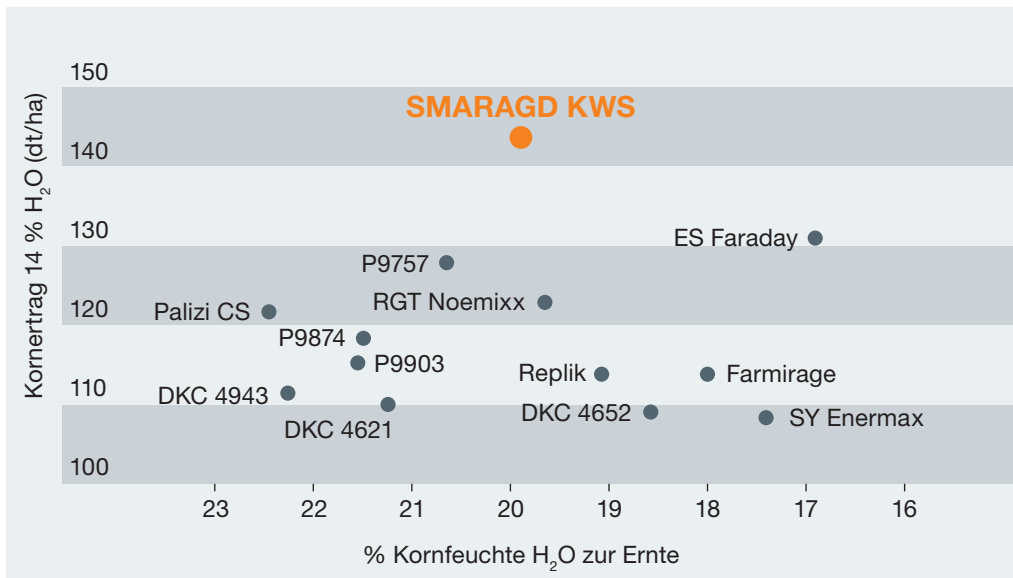 Kornertrag 14 % H₂O (dt/ha)
150
140
130
120
110
100
SMARAGD KWS
ES Faraday
P9757
RGT Noemixx
Palizi CS
P9874
P9903
Replik
Farmirage
DKC 4943
DKC 4652
SY Enermax
DKC 4621
23 22 21 20 19 18 17 16
% Kornfeuchte H₂O zur Ernte